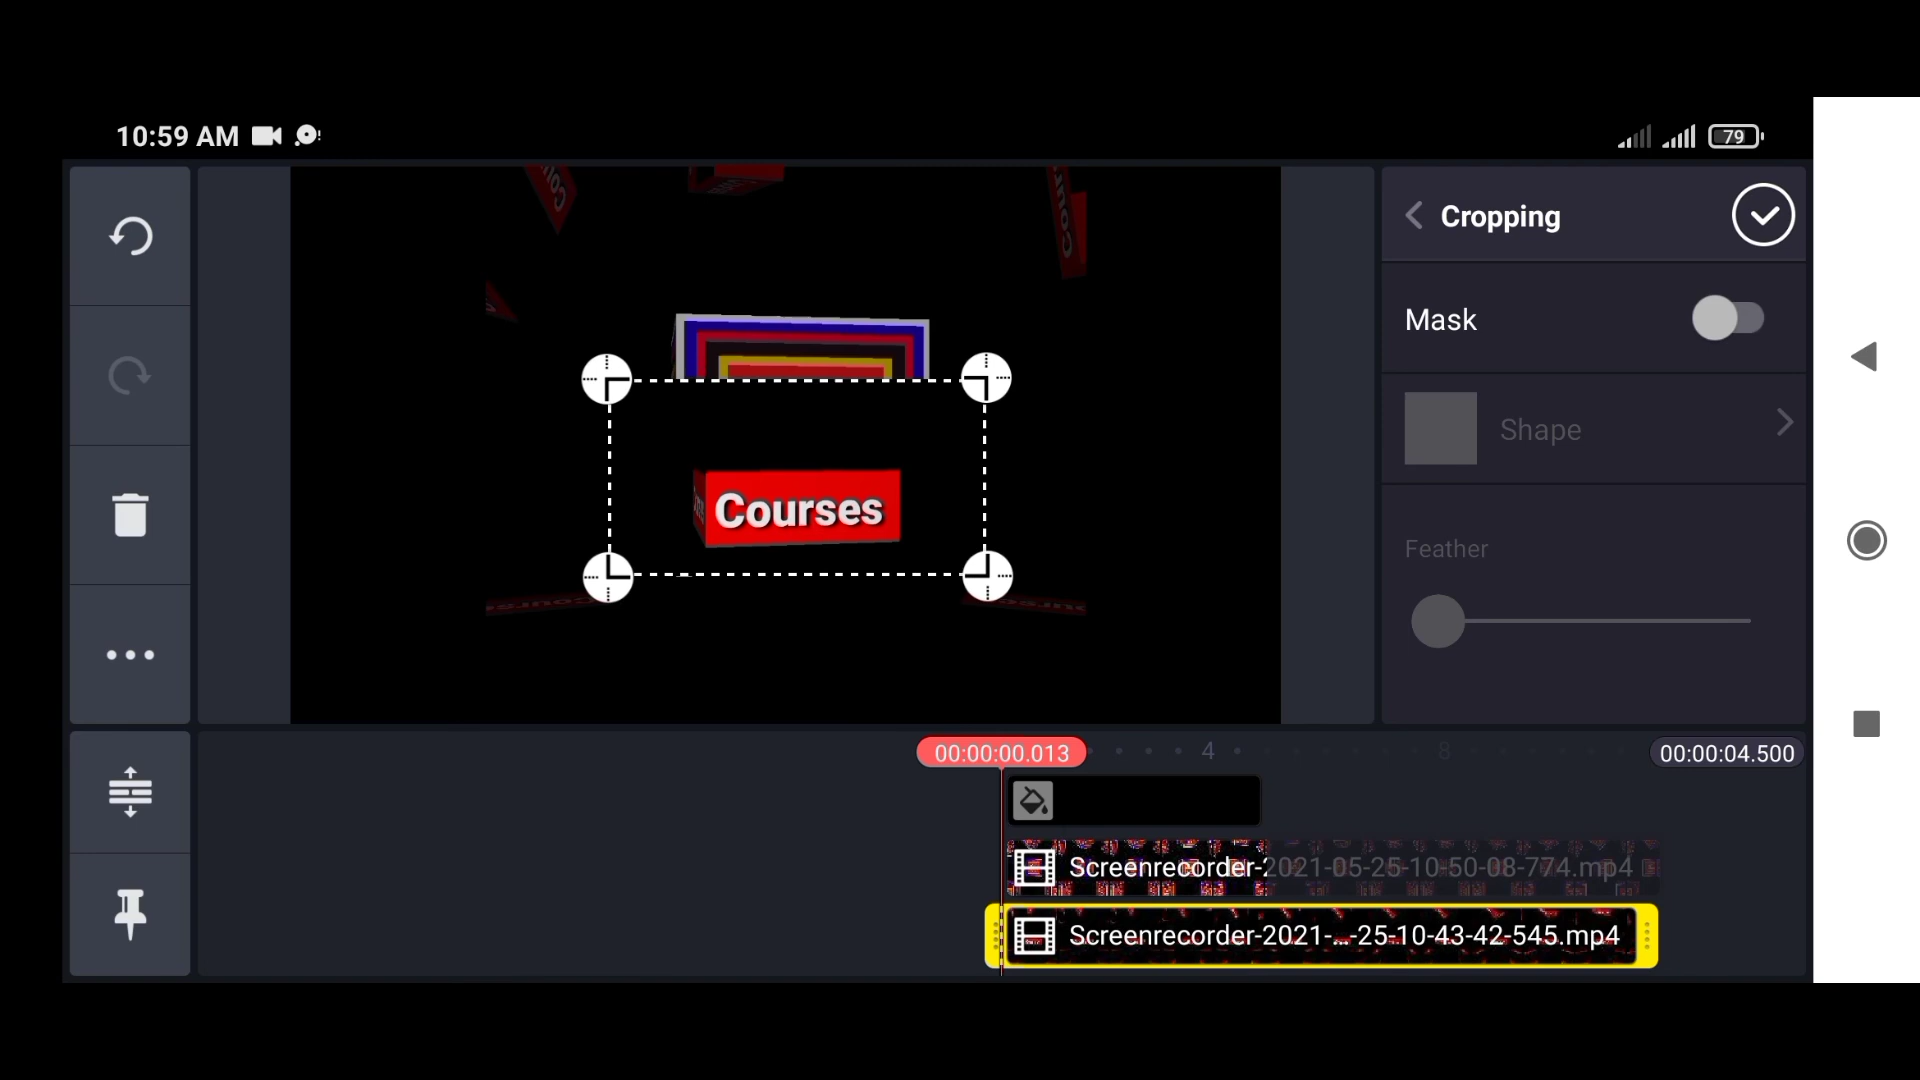 10:59 AM
79
Cropping
Mask
Shape
Feather
Courses
00:00:00.013
4
8
00:00:04.500
Screenrecorder-2021-05-25-10-50-08-774.mp4
Screenrecorder-2021-...-25-10-43-42-545.mp4